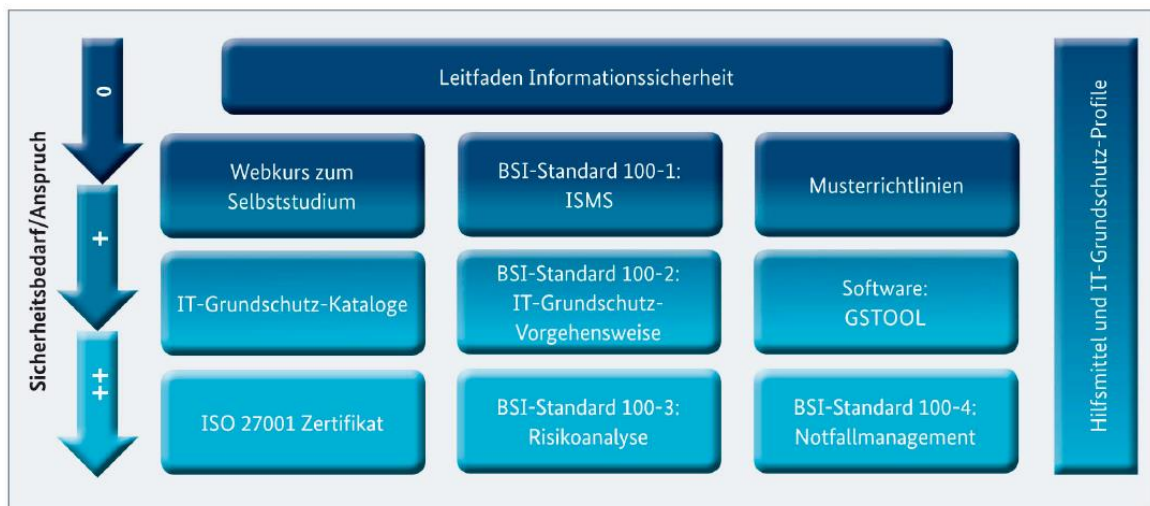 Sicherheitsbedarf/Anspruch
0
+
++
Leitfaden Informationssicherheit
Webkurs zum
Selbststudium
BSI-Standard 100-1:
ISMS
Musterrichtlinien
IT-Grundschutz-Kataloge
BSI-Standard 100-2:
IT-Grundschutz-
Vorgehensweise
Software:
GSTOOL
ISO 27001 Zertifikat
BSI-Standard 100-3:
Risikoanalyse
BSI-Standard 100-4:
Notfallmanagement
Hilfsmittel und IT-Grundschutz-Profile